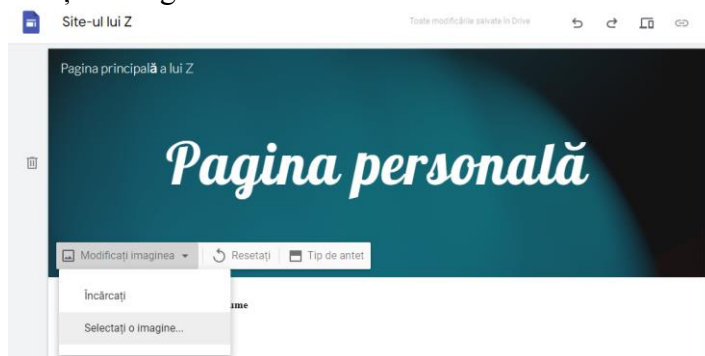 Site-ul lui Z
Toate modificările salvate în Drive
Pagina principală a lui Z
Pagina personală
Modificați imaginea
Resetați
Tip de antet
Încărcați
Selectați o imagine...